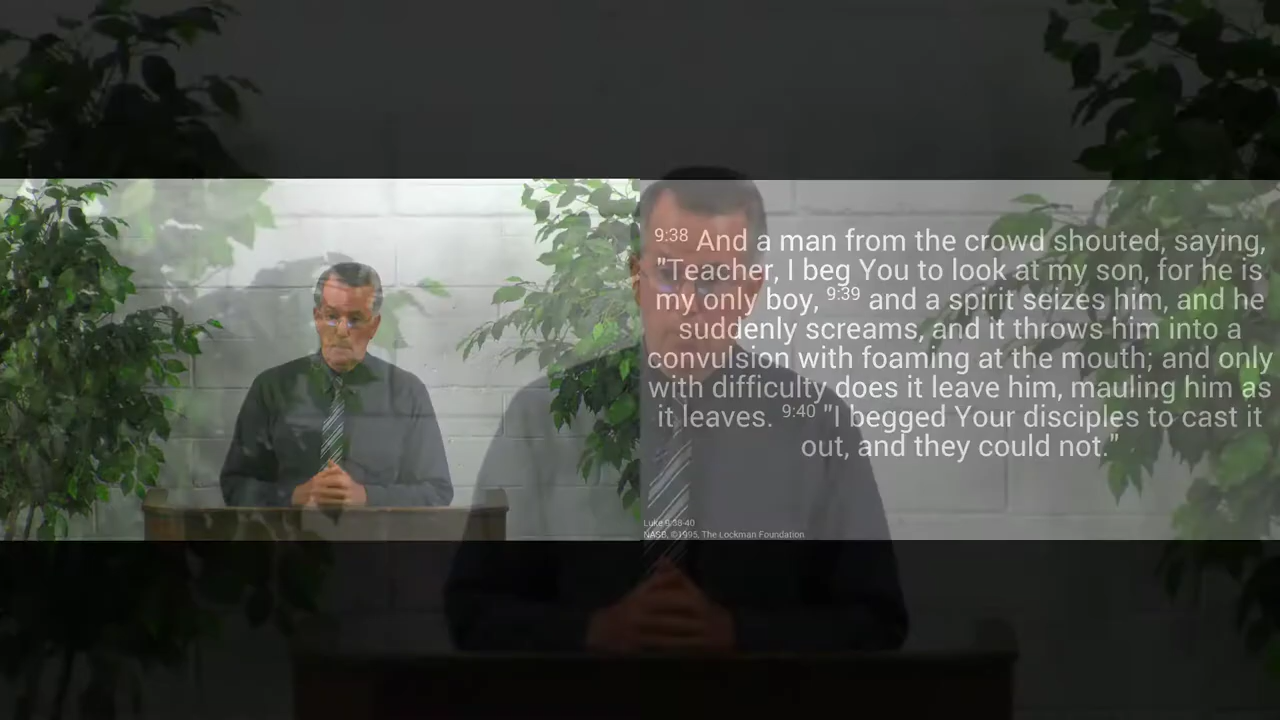 9:38 And a man from the crowd shouted, saying,
"Teacher, I beg You to look at my son, for he is
my only boy, 9:39 and a spirit seizes him, and he
suddenly screams, and it throws him into a
convulsion with foaming at the mouth; and only
with difficulty does it leave him, mauling him as
it leaves. 9:40 "I begged Your disciples to cast it
out, and they could not."
Luke 9:38-40
NASB, ©1995, The Lockman Foundation